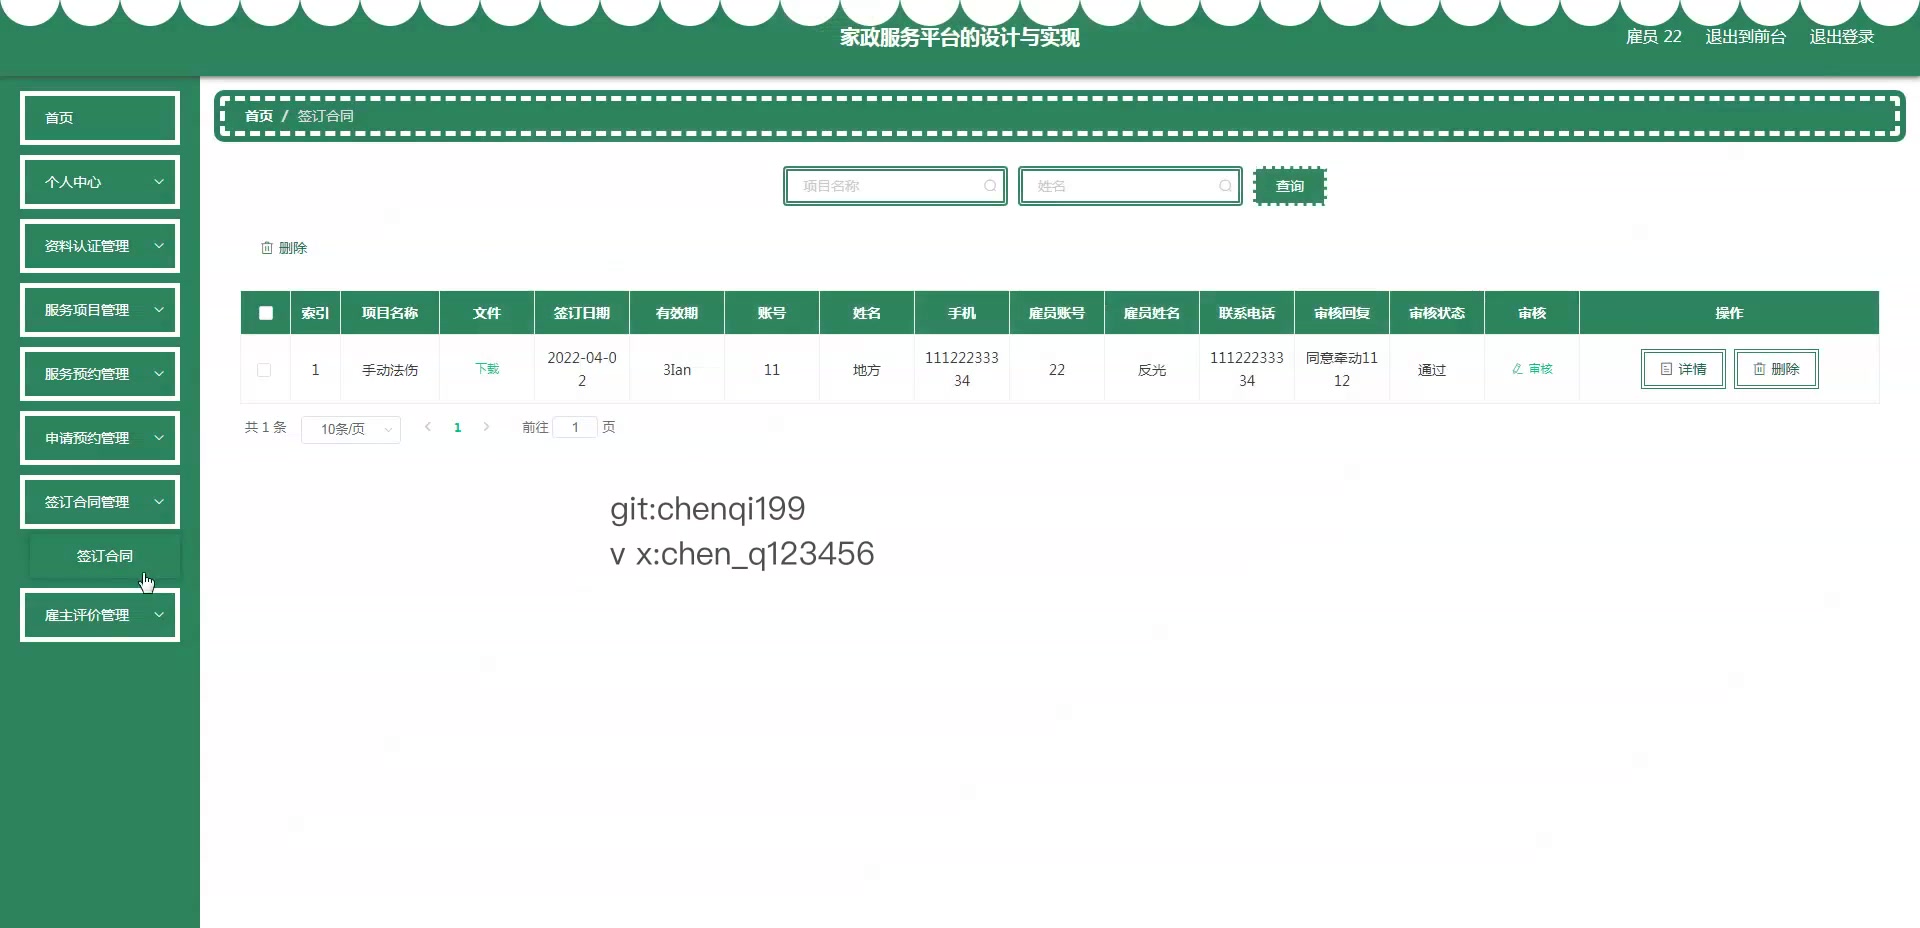 家政服务平台的设计与实现
雇员 22 退出到前台 退出登录
首页
个人中心
资料认证管理
服务项目管理
服务预约管理
申请预约管理
签订合同管理
签订合同
雇主评价管理
首页 / 签订合同
项目名称 姓名 查询
删除
索引 项目名称 文件 签订日期 有效期 账号 姓名 手机 雇员账号 雇员姓名 联系电话 审核回复 审核状态 审核 操作
1 手动法伤 下载 2022-04-02 3Ian 11 地方 11122233334 22 反光 11122233334 同意牵动1112 通过 审核 详情 删除
共 1 条 10条/页 1 前往 1 页
git:chenqi199
v x:chen_q123456